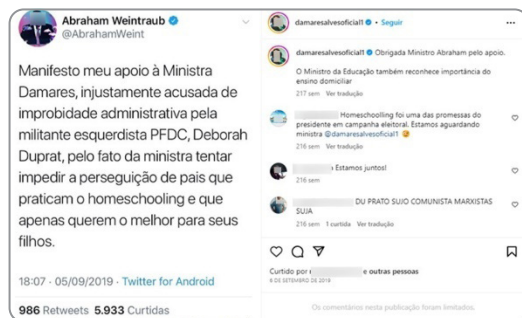 Abraham Weintraub
@AbrahamWeint
Manifesto meu apoio à Ministra
Damares, injustamente acusada de
improbidade administrativa pela
militante esquerdista PFDC, Deborah
Duprat, pelo fato da ministra tentar
impedir a perseguição de pais que
praticam o homeschooling e que
apenas querem o melhor para seus
filhos.
18:07 · 05/09/2019 · Twitter for Android
986 Retweets 5.933 Curtidas
damaresalvesoficial1 • Seguir
damaresalvesoficial1 Obrigada Ministro Abraham pelo apoio.
O Ministro da Educação também reconhece importância do
ensino domiciliar
217 sem Ver tradução
Homeschoolling foi uma das promessas do
presidente em campanha eleitoral. Estamos aguardando
ministra @damaresalvesoficial1
216 sem Ver tradução
Estamos juntos!
216 sem
DU PRATO SUJO COMUNISTA MARXISTAS
SUJA
216 sem 1 curtida Ver tradução
Curtido por e outras pessoas
6 DE SETEMBRO DE 2019
Os comentários nesta publicação foram limitados.